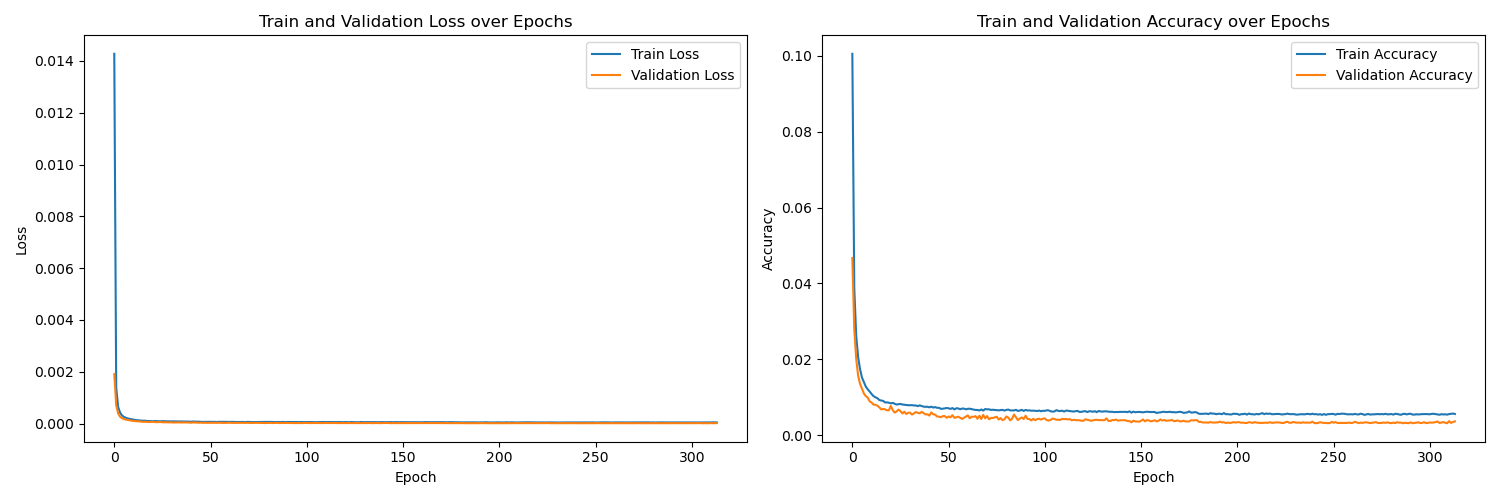 Train and Validation Loss over Epochs
Train Loss
Validation Loss
0.014
0.012
0.010
0.008
0.006
0.004
0.002
0.000
Loss
0
50
100
150
200
250
300
Epoch
Train and Validation Accuracy over Epochs
Train Accuracy
Validation Accuracy
0.10
0.08
0.06
0.04
0.02
0.00
Accuracy
0
50
100
150
200
250
300
Epoch